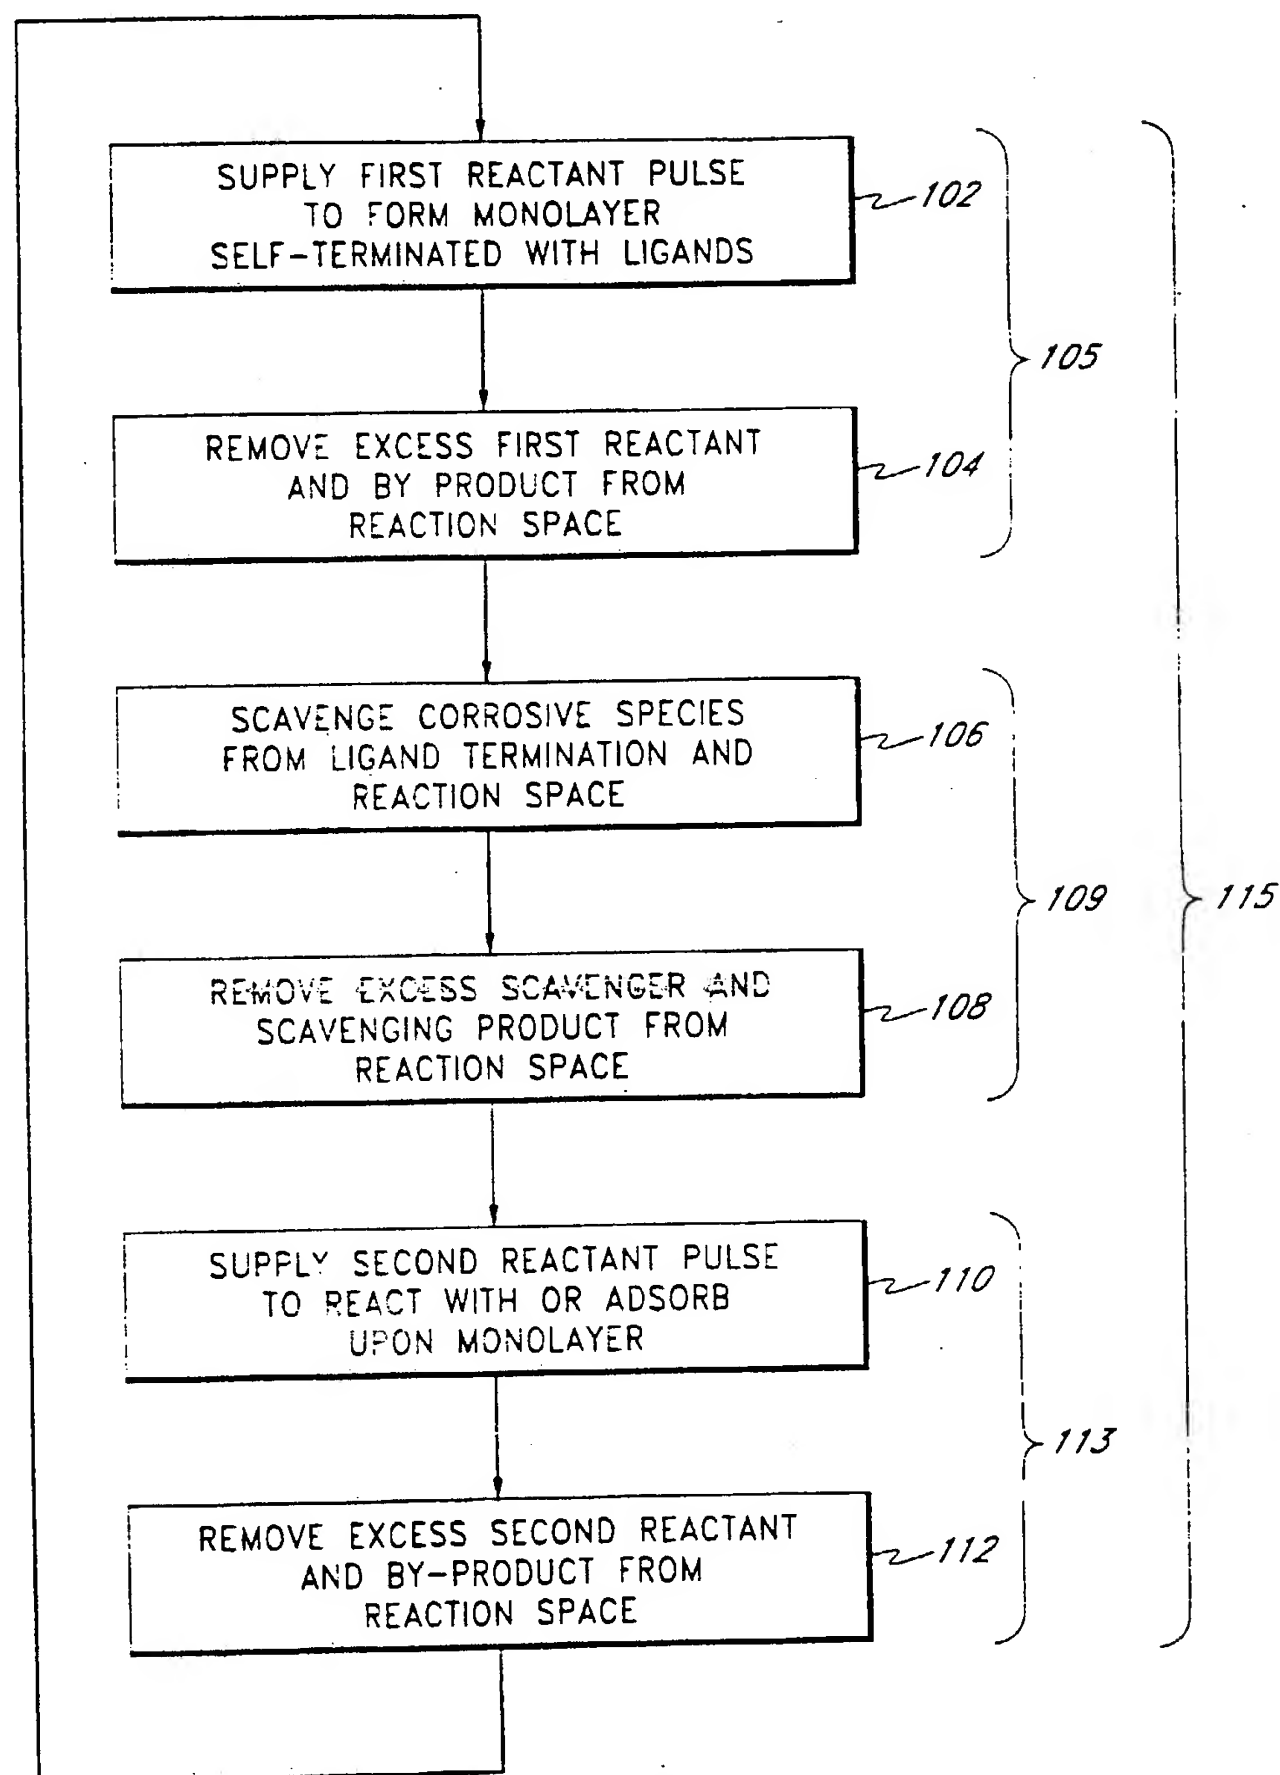 SUPPLY FIRST REACTANT PULSE
TO FORM MONOLAYER
SELF-TERMINATED WITH LIGANDS
102
105
REMOVE EXCESS FIRST REACTANT
AND BY PRODUCT FROM
REACTION SPACE
104
SCAVENGE CORROSIVE SPECIES
FROM LIGAND TERMINATION AND
REACTION SPACE
106
109
115
REMOVE EXCESS SCAVENGER AND
SCAVENGING PRODUCT FROM
REACTION SPACE
108
SUPPLY SECOND REACTANT PULSE
TO REACT WITH OR ADSORB
UPON MONOLAYER
110
113
REMOVE EXCESS SECOND REACTANT
AND BY-PRODUCT FROM
REACTION SPACE
112